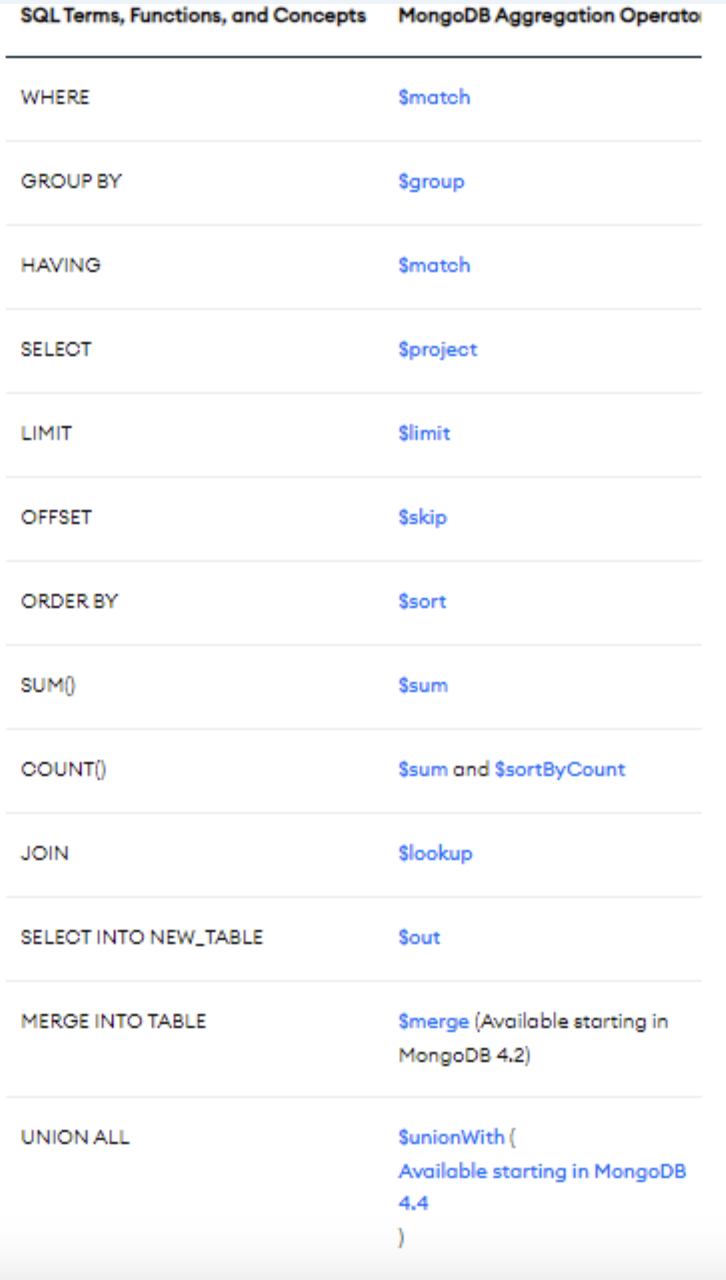 SQL Terms, Functions, and Concepts MongoDB Aggregation Operator
WHERE $match
GROUP BY $group
HAVING $match
SELECT $project
LIMIT $limit
OFFSET $skip
ORDER BY $sort
SUM() $sum
COUNT() $sum and $sortByCount
JOIN $lookup
SELECT INTO NEW_TABLE $out
MERGE INTO TABLE $merge (Available starting in
MongoDB 4.2)
UNION ALL $unionWith (
Available starting in MongoDB
4.4
)